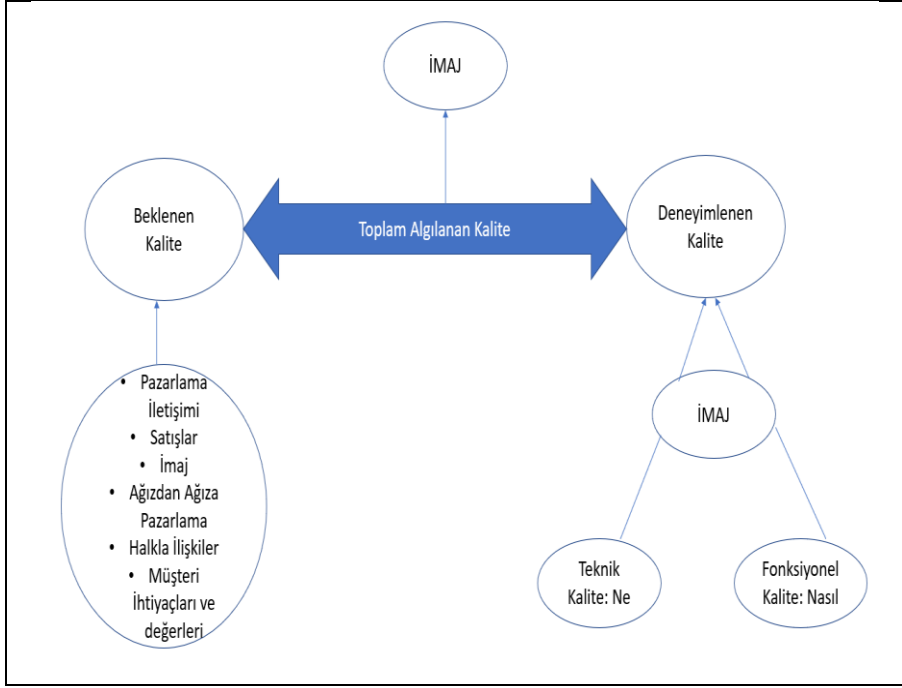 İMAJ
Beklenen
Kalite
Toplam Algılanan Kalite
Deneyimlenen
Kalite
• Pazarlama
İletişimi
• Satışlar
• İmaj
• Ağızdan Ağıza
Pazarlama
• Halkla İlişkiler
• Müşteri
İhtiyaçları ve
değerleri
İMAJ
Teknik
Kalite: Ne
Fonksiyonel
Kalite: Nasıl